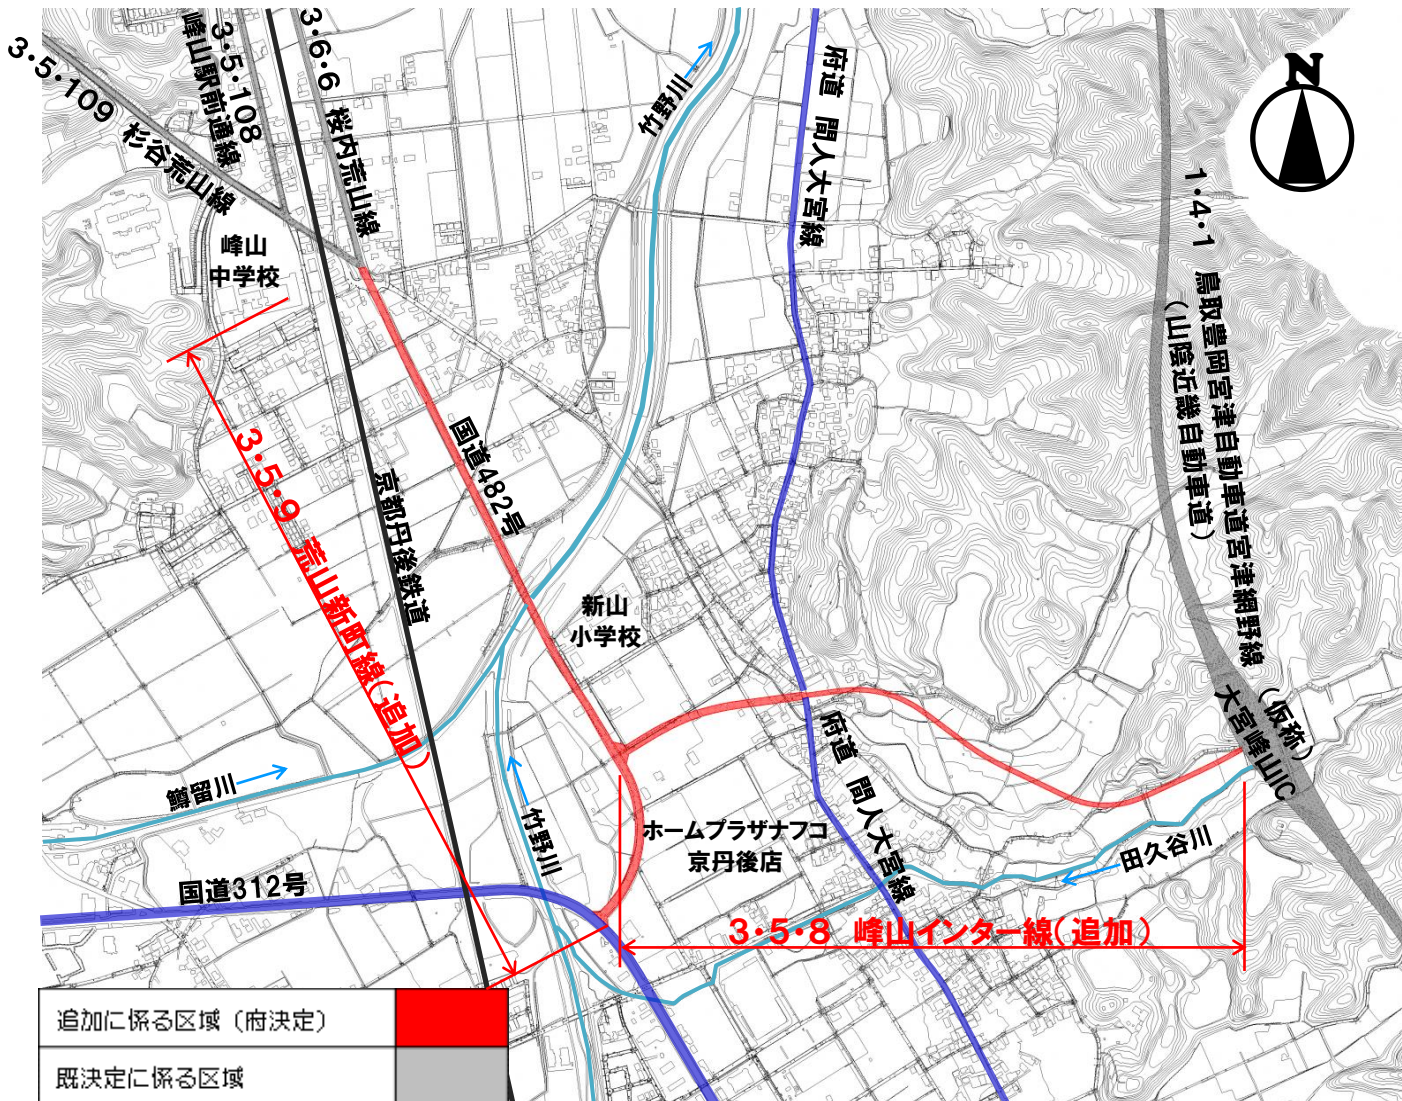 3・5・109 杉谷荒山線
3・5・108
峰山駅前通線
3・6・6 桜内荒山線
竹野川
府道 間人大宮線
N
1・4・1 鳥取豊岡宮津自動車道宮津網野線
(山陰近畿自動車道)
峰山
中学校
国道482号
3・5・9 荒山新町線(追加)
京都丹後鉄道
新山
小学校
(仮称)
大宮峰山IC
府道 間人大宮線
鱒留川
竹野川
ホームプラザナフコ
京丹後店
田久谷川
国道312号
3・5・8 峰山インター線(追加)
追加に係る区域(府決定)
既決定に係る区域